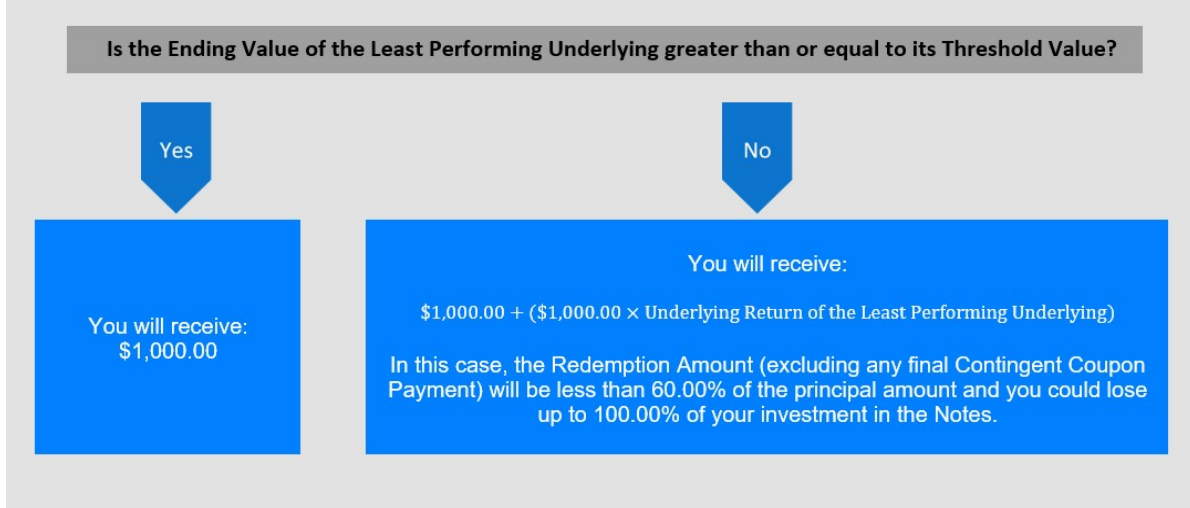 Is the Ending Value of the Least Performing Underlying greater than or equal to its Threshold Value?
Yes
No
You will receive:
$1,000.00
You will receive:
$1,000.00 + ($1,000.00 × Underlying Return of the Least Performing Underlying)
In this case, the Redemption Amount (excluding any final Contingent Coupon
Payment) will be less than 60.00% of the principal amount and you could lose
up to 100.00% of your investment in the Notes.